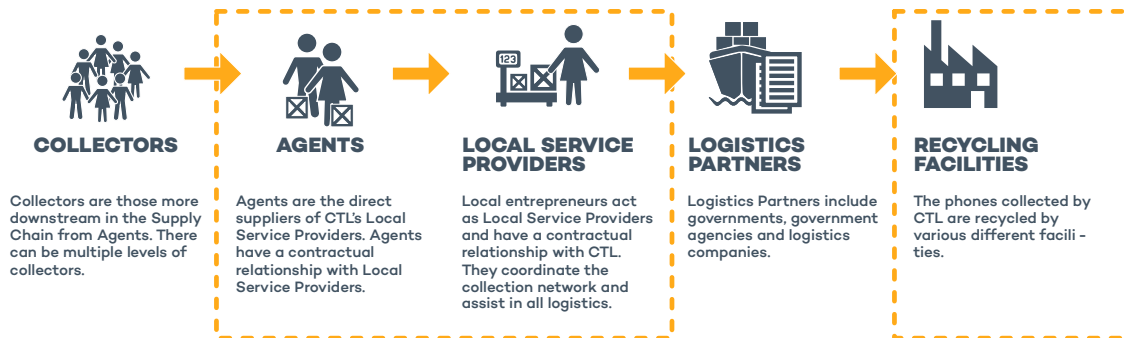 123
COLLECTORS
Collectors are those more
downstream in the Supply
Chain from Agents. There
can be multiple levels of
collectors.
AGENTS
Agents are the direct
suppliers of CTL's Local
Service Providers. Agents
have a contractual
relationship with Local
Service Providers.
LOCAL SERVICE
PROVIDERS
Local entrepreneurs act
as Local Service Providers
and have a contractual
relationship with CTL.
They coordinate the
collection network and
assist in all logistics.
LOGISTICS
PARTNERS
Logistics Partners include
governments, government
agencies and logistics
companies.
RECYCLING
FACILITIES
The phones collected by
CTL are recycled by
various different facili -
ties.